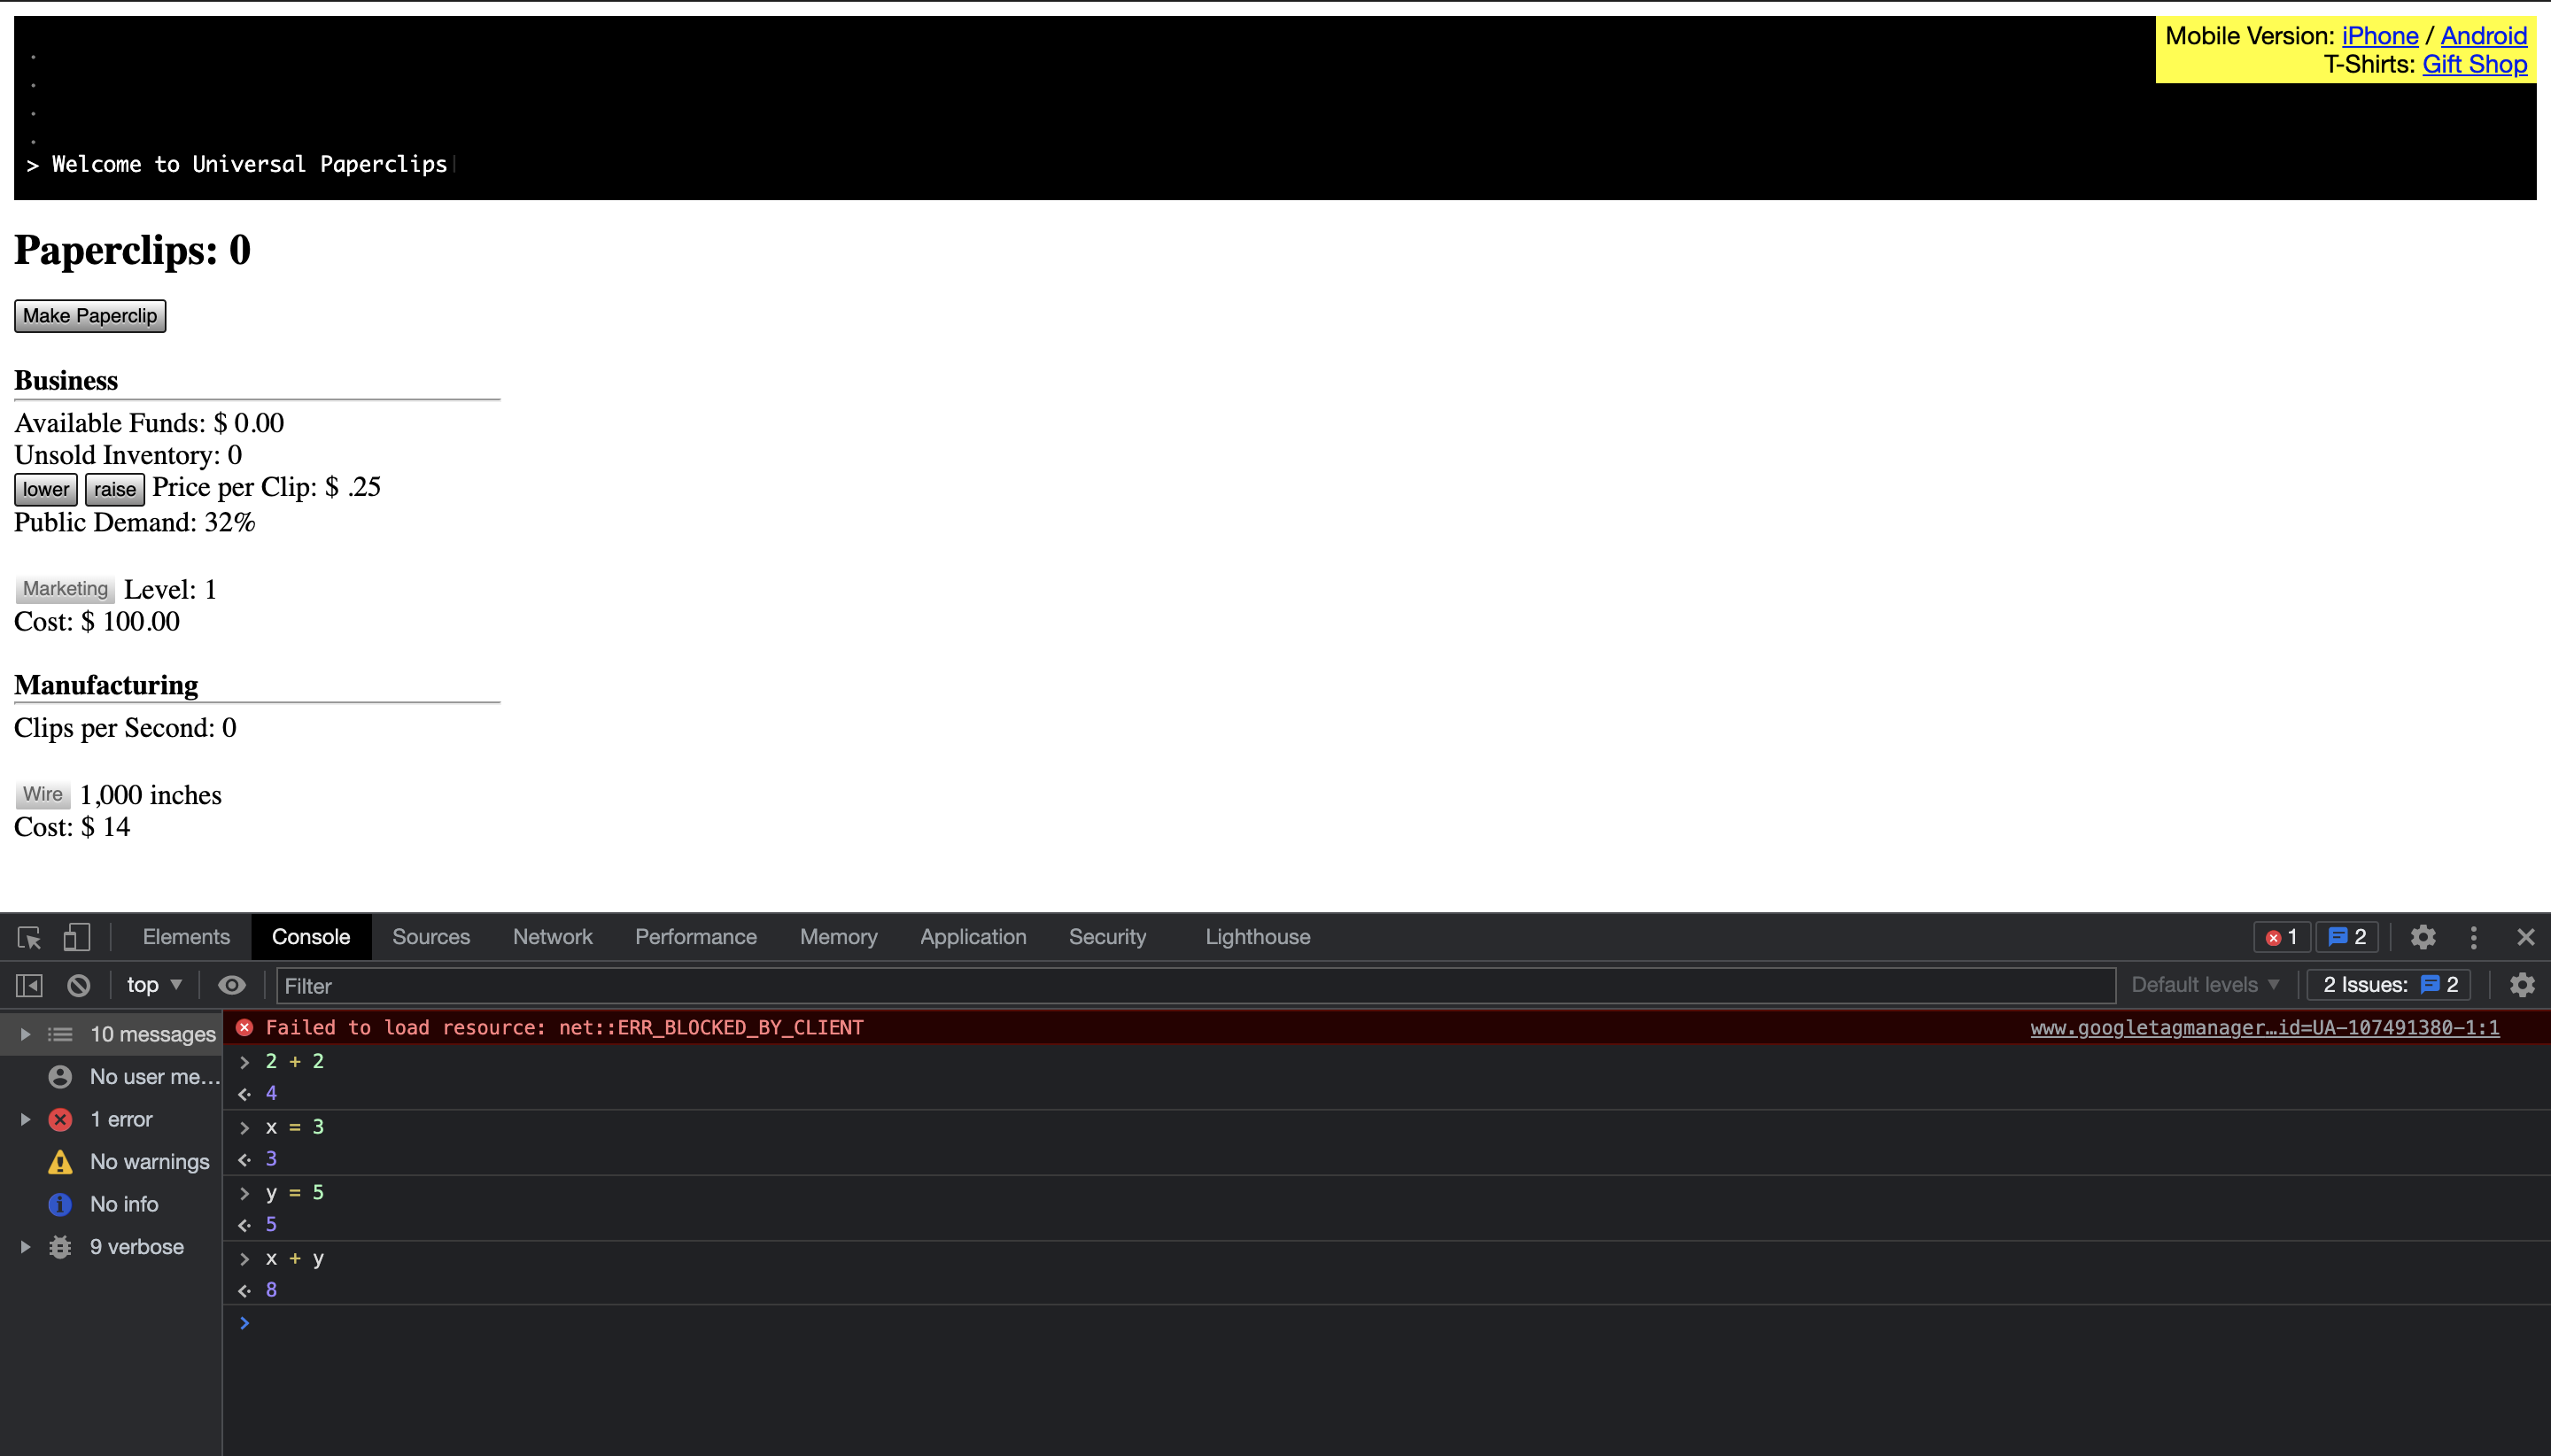 .
.
.
.
> Welcome to Universal Paperclips
Mobile Version: iPhone / Android
T-Shirts: Gift Shop
Paperclips: 0
Make Paperclip
Business
Available Funds: $ 0.00
Unsold Inventory: 0
lower raise Price per Clip: $ .25
Public Demand: 32%
Marketing Level: 1
Cost: $ 100.00
Manufacturing
Clips per Second: 0
Wire 1,000 inches
Cost: $ 14
Elements Console Sources Network Performance Memory Application Security Lighthouse 1 2
top Filter Default levels 2 Issues: 2
10 messages
No user me…
1 error
No warnings
No info
9 verbose
Failed to load resource: net::ERR_BLOCKED_BY_CLIENT www.googletagmanager…id=UA-107491380-1:1
> 2 + 2
4
> x = 3
3
> y = 5
5
> x + y
8
>